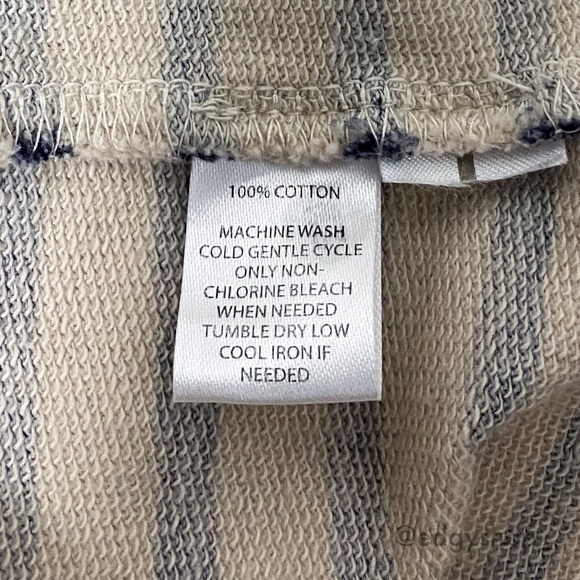 100% COTTON
MACHINE WASH
COLD GENTLE CYCLE
ONLY NON-
CHLORINE BLEACH
WHEN NEEDED
TUMBLE DRY LOW
COOL IRON IF
NEEDED